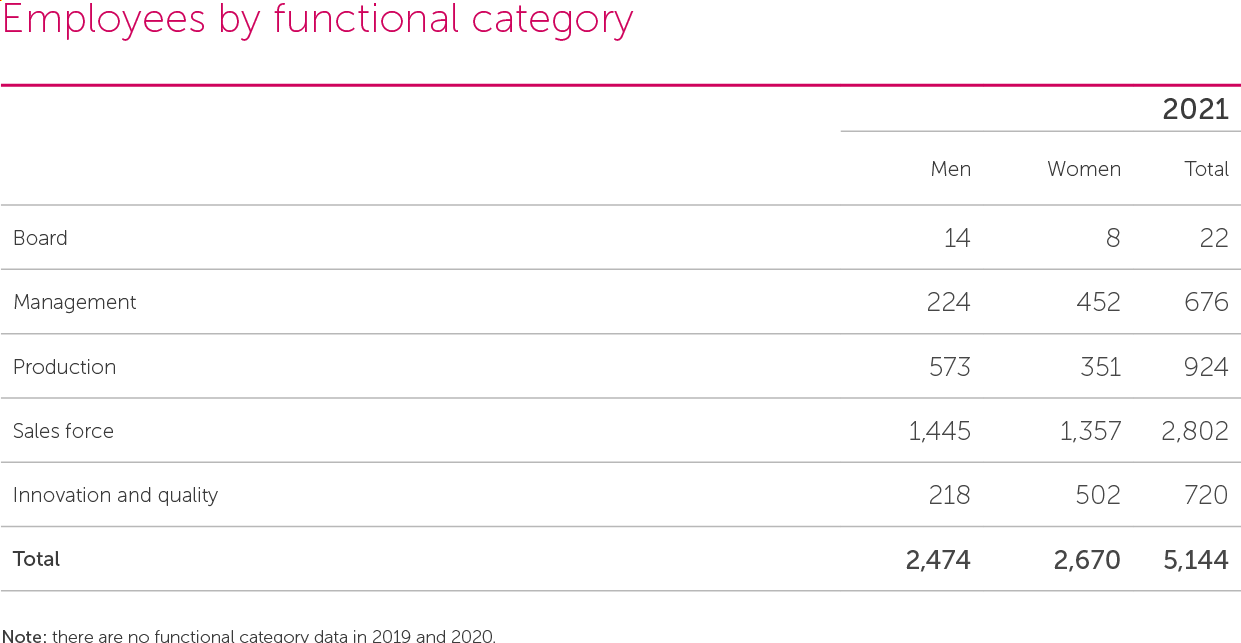 Employees by functional category
2021
Men Women Total
Board 14 8 22
Management 224 452 676
Production 573 351 924
Sales force 1,445 1,357 2,802
Innovation and quality 218 502 720
Total 2,474 2,670 5,144
Note: there are no functional category data in 2019 and 2020.